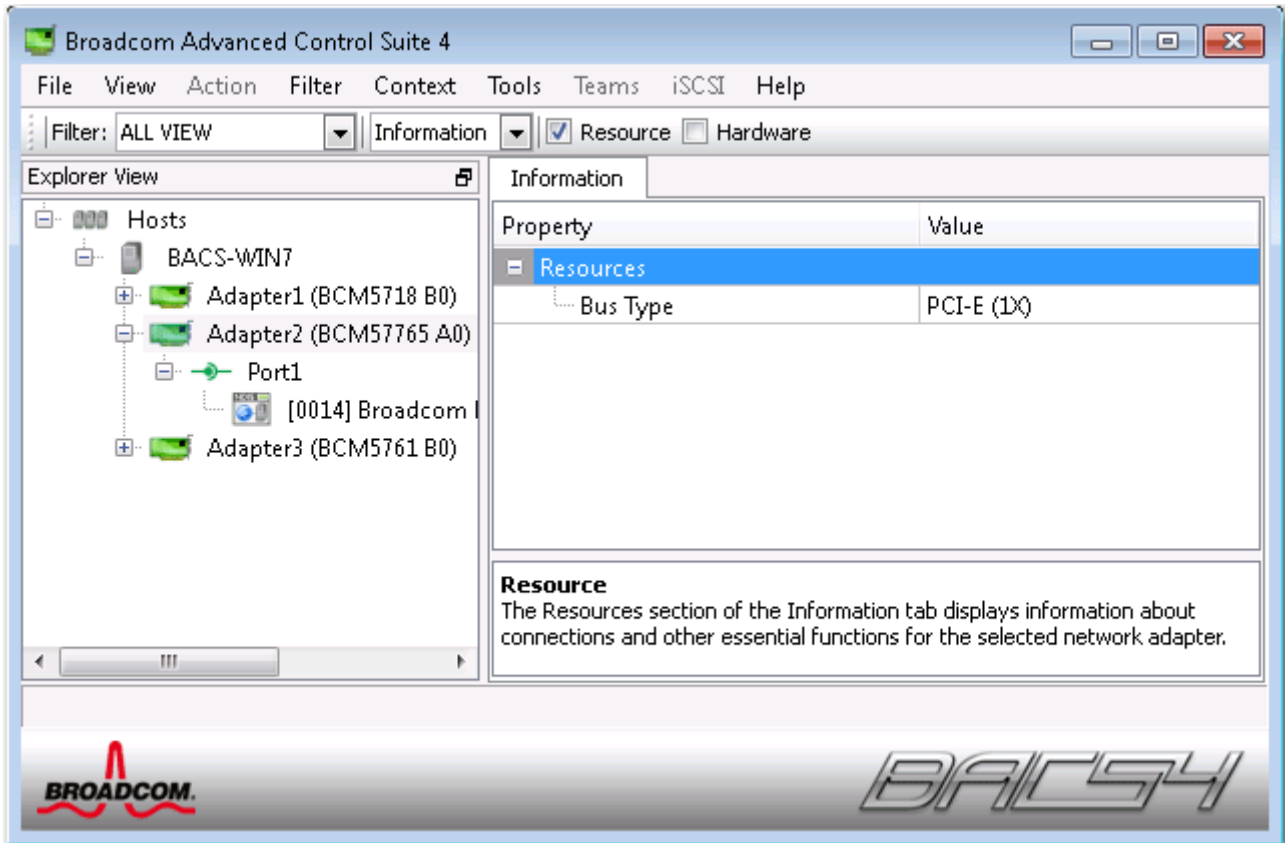 Broadcom Advanced Control Suite 4
File View Action Filter Context Tools Teams iSCSI Help
Filter: ALL VIEW Information Resource Hardware
Explorer View
Hosts
BACS-WIN7
Adapter1 (BCM5718 B0)
Adapter2 (BCM57765 A0)
Port1
[0014] Broadcom
Adapter3 (BCM5761 B0)
Information
Property Value
Resources
Bus Type PCI-E (1X)
Resource
The Resources section of the Information tab displays information about
connections and other essential functions for the selected network adapter.
BROADCOM.
BACS4